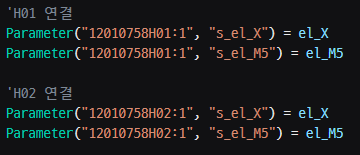 'H01 연결
Parameter("12010758H01:1", "s_el_X") = el_X
Parameter("12010758H01:1", "s_el_M5") = el_M5
'H02 연결
Parameter("12010758H02:1", "s_el_X") = el_X
Parameter("12010758H02:1", "s_el_M5") = el_M5